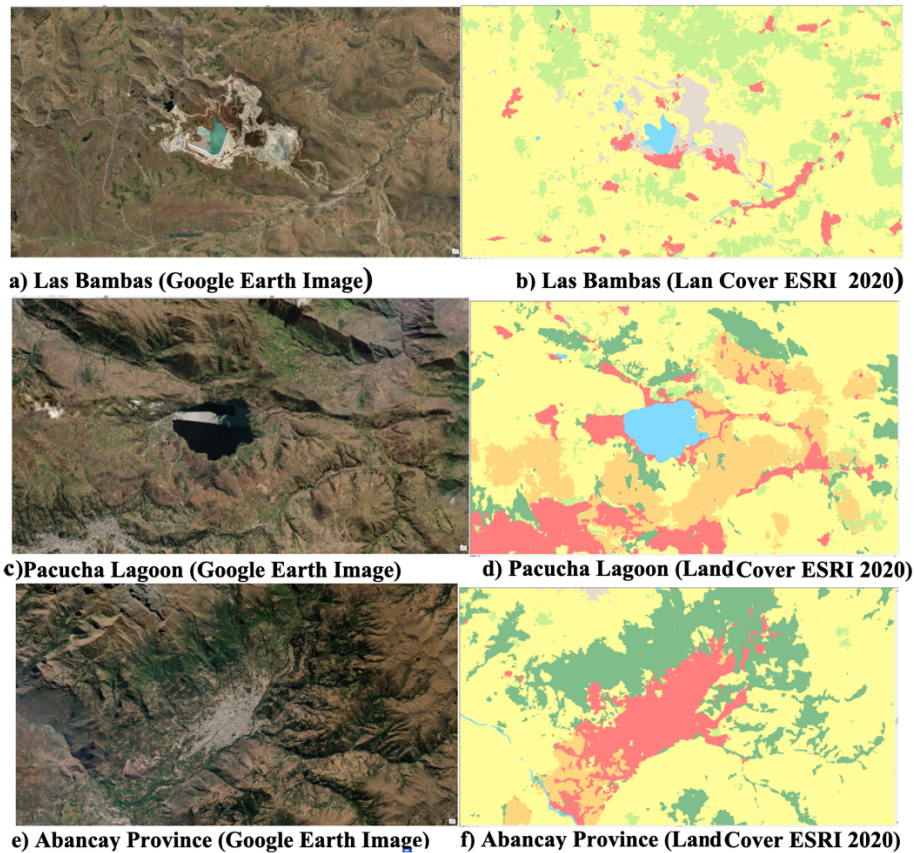 a) Las Bambas (Google Earth Image)
b) Las Bambas (Lan Cover ESRI 2020)
c)Pacucha Lagoon (Google Earth Image)
d) Pacucha Lagoon (Land Cover ESRI 2020)
e) Abancay Province (Google Earth Image)
f) Abancay Province (Land Cover ESRI 2020)